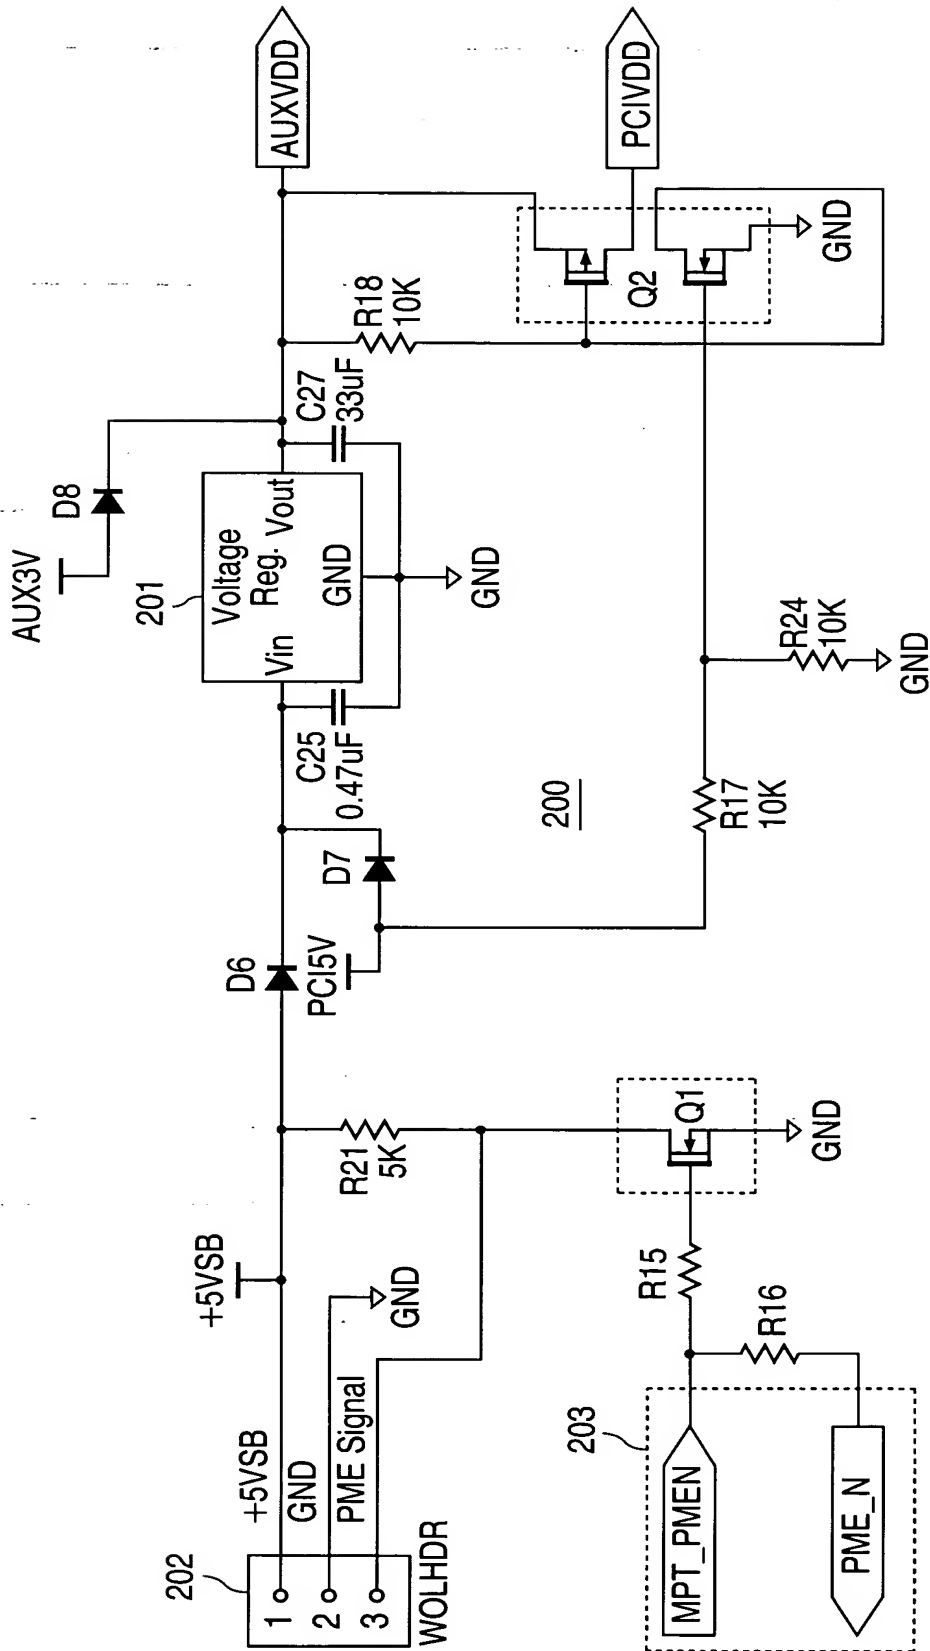 202
1
2
3
WOLHDR
+5VSB
GND
PME Signal
+5VSB
GND
R21
5K
203
MPT_PMEN
PME_N
R15
R16
Q1
GND
D6
D7
PCI5V
C25
0.47uF
201
Voltage
Reg.
Vin
Vout
GND
GND
AUX3V
D8
C27
33uF
R18
10K
AUXVDD
PCIVDD
Q2
GND
200
R17
10K
R24
10K
GND